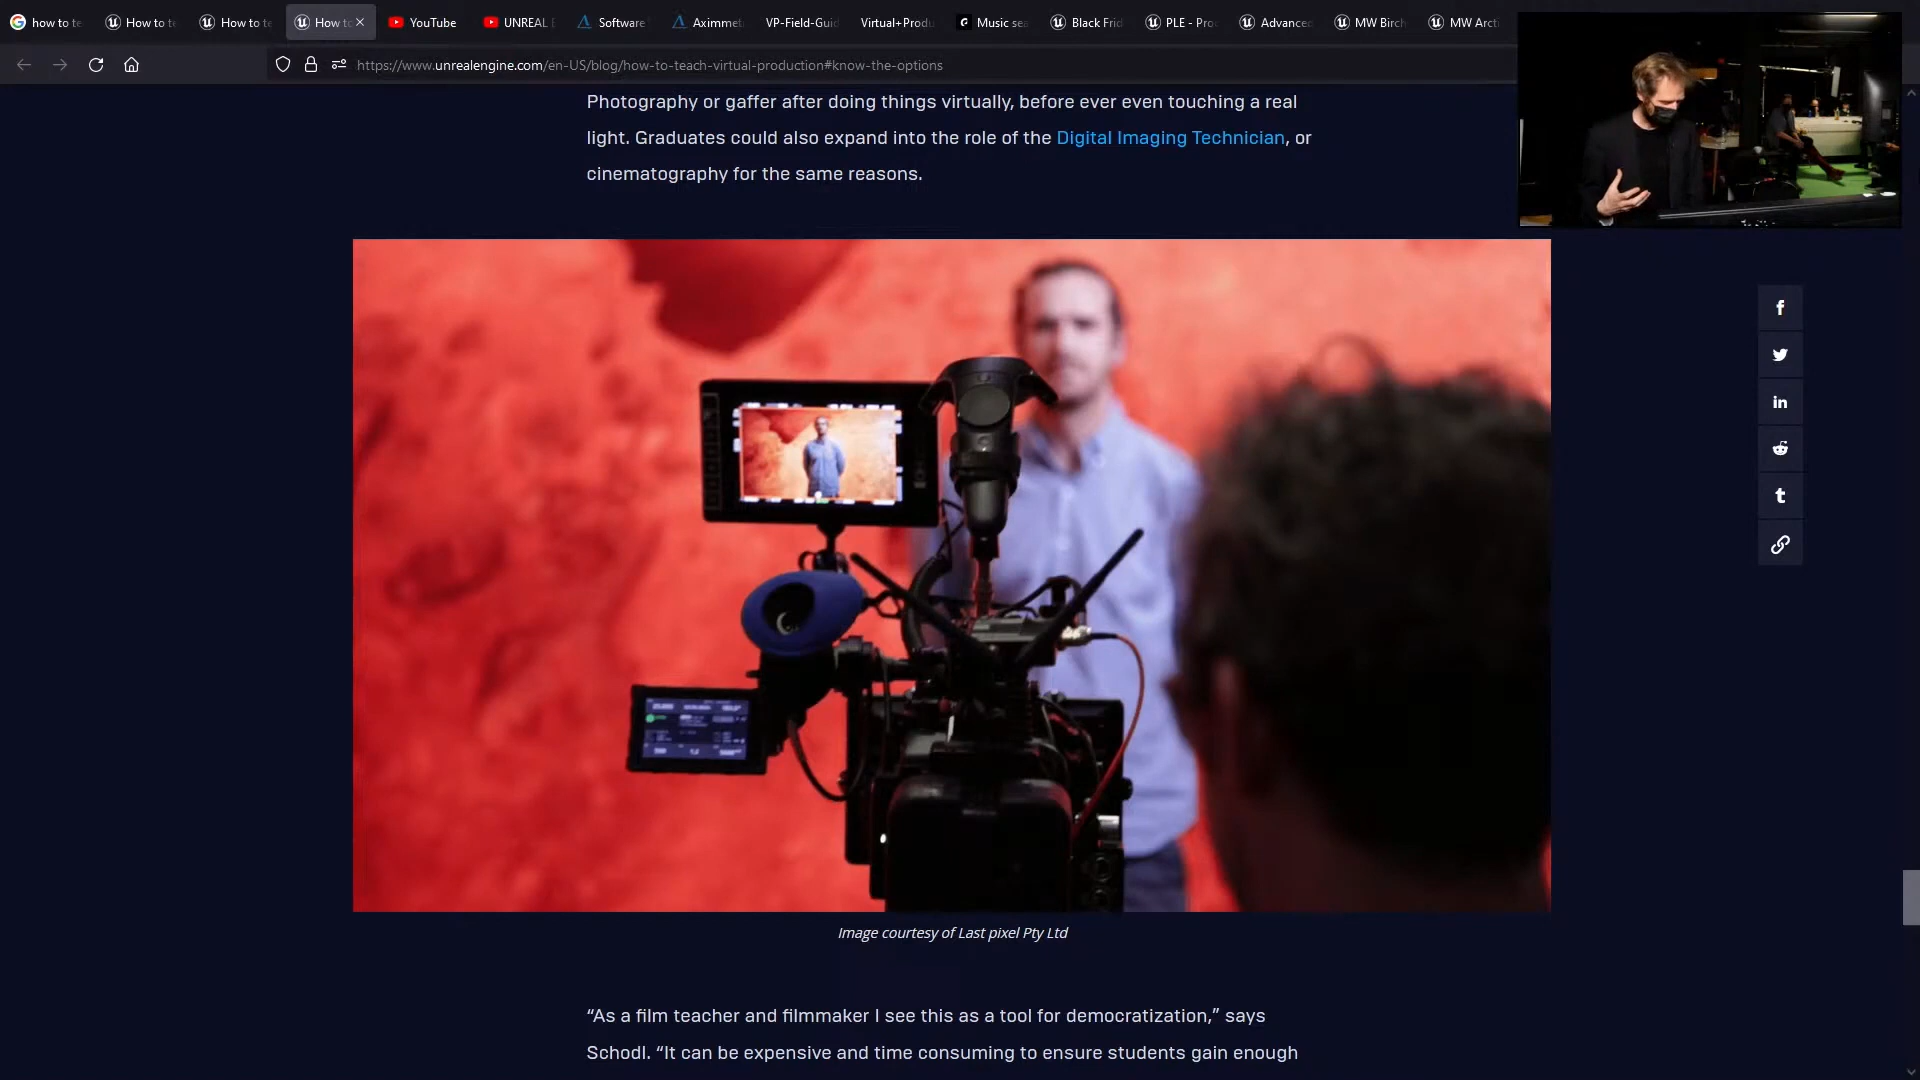 how to te
How to te
How to te
How to
YouTube
UNREAL E
Software
Aximmet
VP-Field-Guid
Virtual+Produ
Music sea
Black Frid
PLE - Pro
Advanced
MW Birch
MW Arcti
https://www.unrealengine.com/en-US/blog/how-to-teach-virtual-production#know-the-options
Photography or gaffer after doing things virtually, before ever even touching a real
light. Graduates could also expand into the role of the Digital Imaging Technician, or
cinematography for the same reasons.
Image courtesy of Last pixel Pty Ltd
“As a film teacher and filmmaker I see this as a tool for democratization,” says
Schodl. “It can be expensive and time consuming to ensure students gain enough